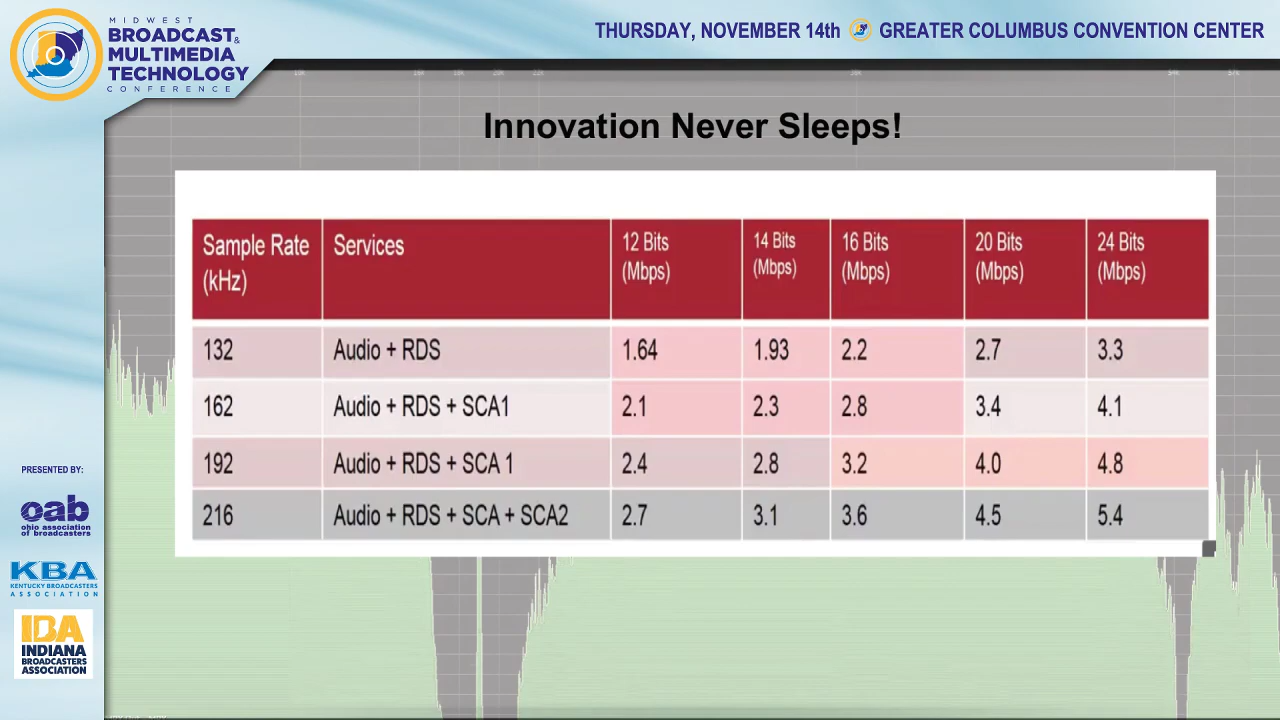 MIDWEST
BROADCAST&
MULTIMEDIA
TECHNOLOGY
CONFERENCE
THURSDAY, NOVEMBER 14th GREATER COLUMBUS CONVENTION CENTER
Innovation Never Sleeps!
Sample Rate (kHz) Services 12 Bits (Mbps) 14 Bits (Mbps) 16 Bits (Mbps) 20 Bits (Mbps) 24 Bits (Mbps)
132 Audio + RDS 1.64 1.93 2.2 2.7 3.3
162 Audio + RDS + SCA1 2.1 2.3 2.8 3.4 4.1
192 Audio + RDS + SCA 1 2.4 2.8 3.2 4.0 4.8
216 Audio + RDS + SCA + SCA2 2.7 3.1 3.6 4.5 5.4
PRESENTED BY:
oab
ohio association
of broadcasters
KBA
KENTUCKY BROADCASTERS
ASSOCIATION
IBA
INDIANA
BROADCASTERS
ASSOCIATION